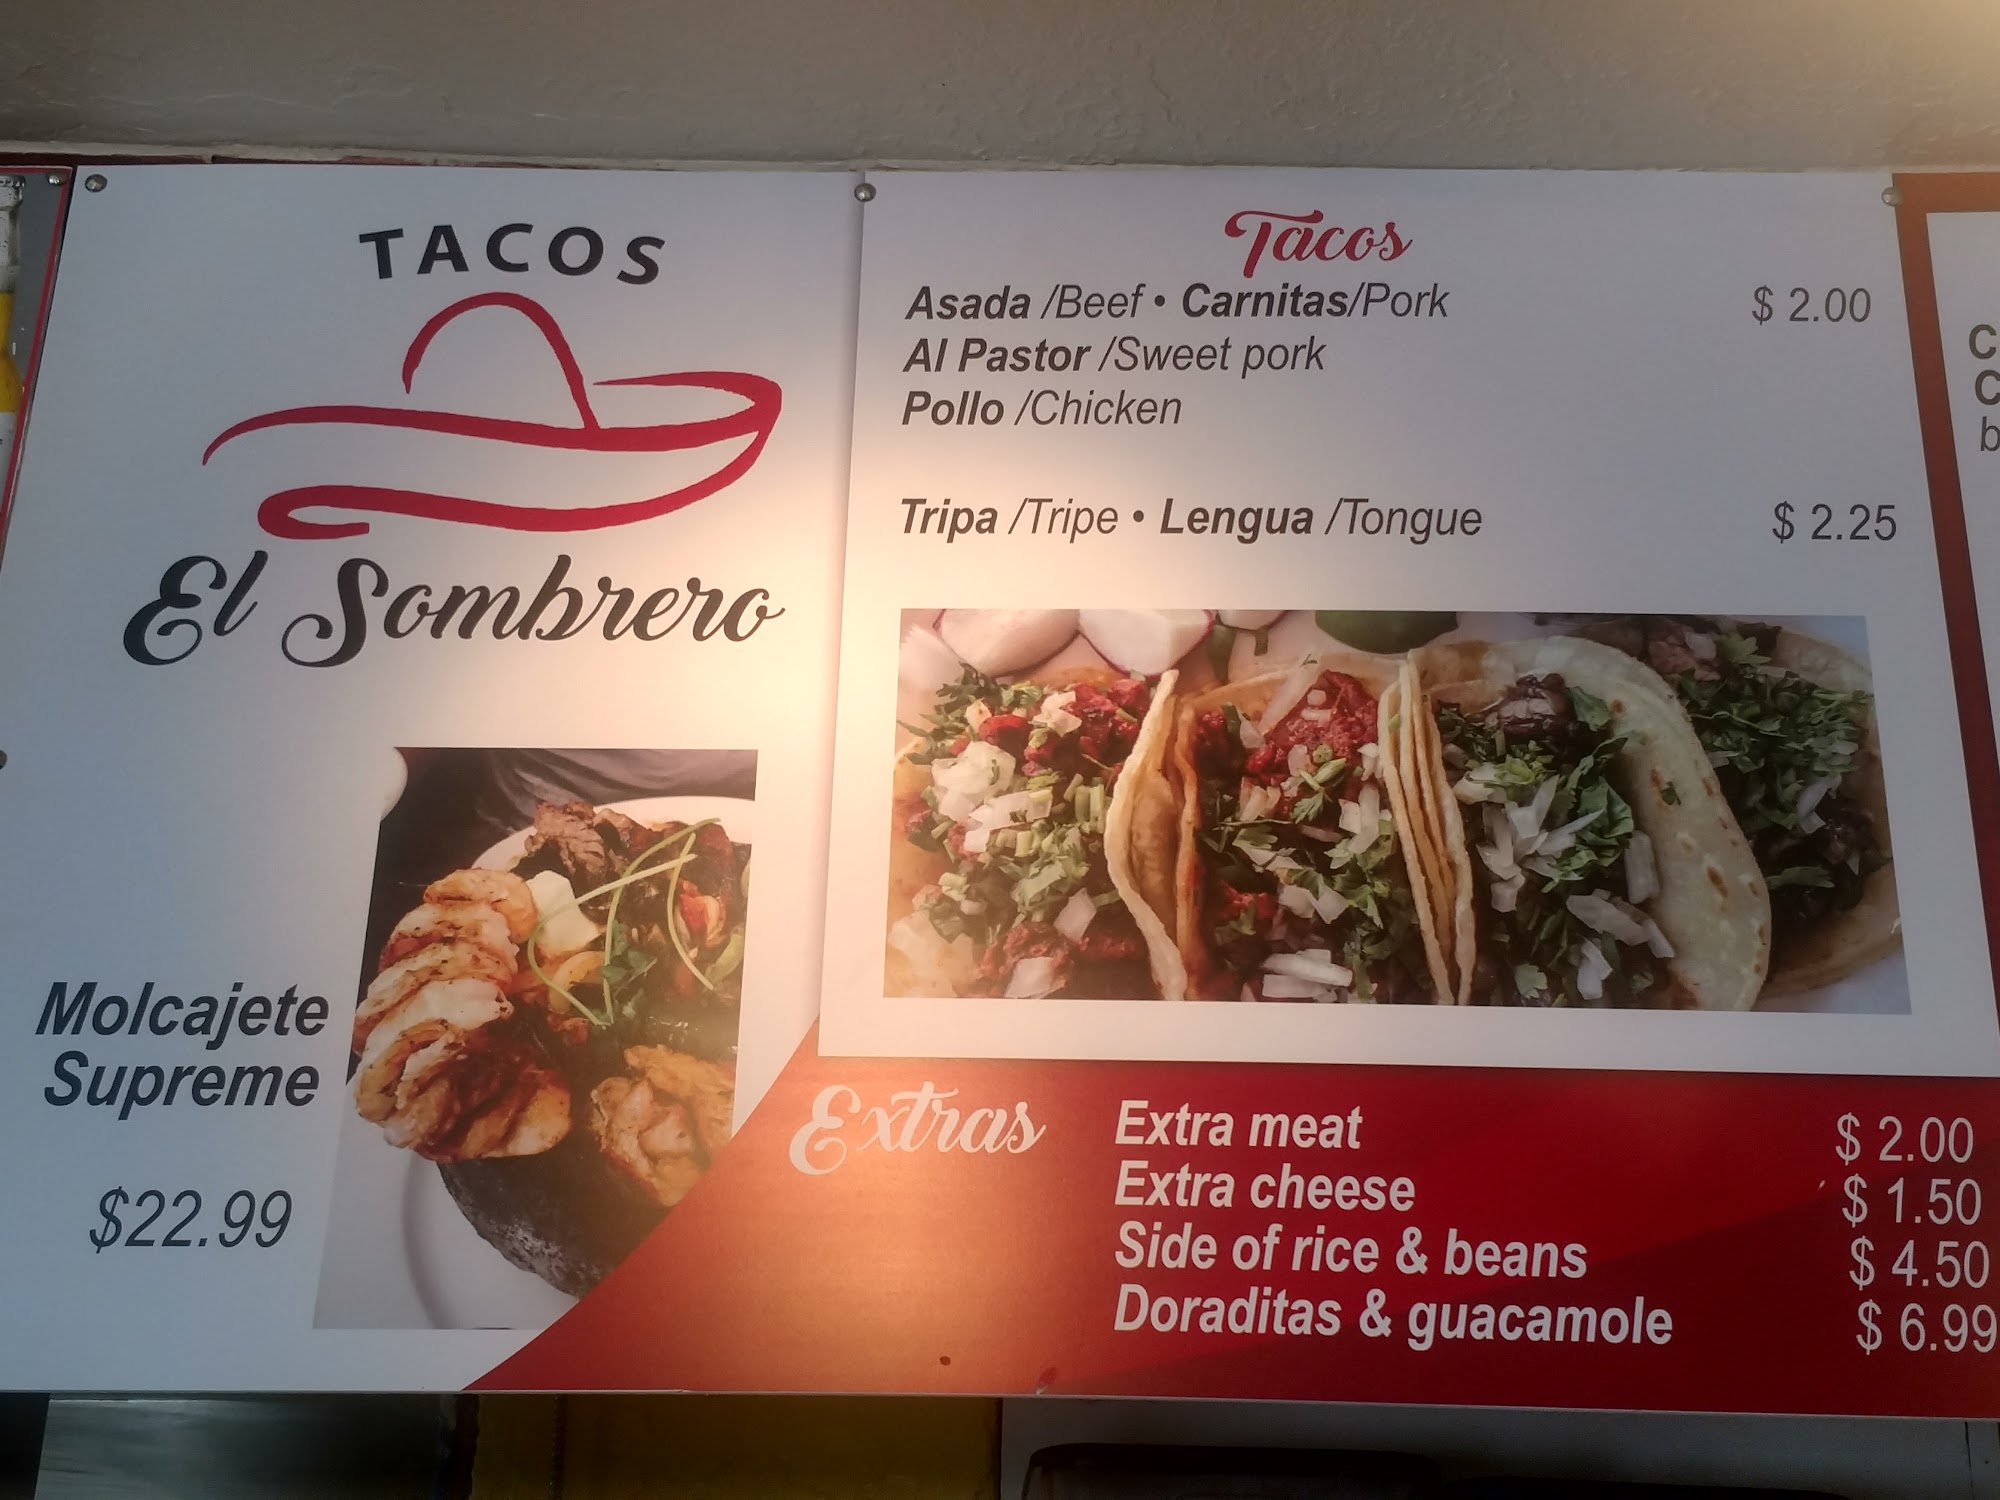 TACOS
El Sombrero
Molcajete
Supreme
$22.99
Tacos
Asada /Beef • Carnitas/Pork $ 2.00
Al Pastor /Sweet pork
Pollo /Chicken
Tripa /Tripe • Lengua /Tongue $ 2.25
Extras
Extra meat $ 2.00
Extra cheese $ 1.50
Side of rice & beans $ 4.50
Doraditas & guacamole $ 6.99